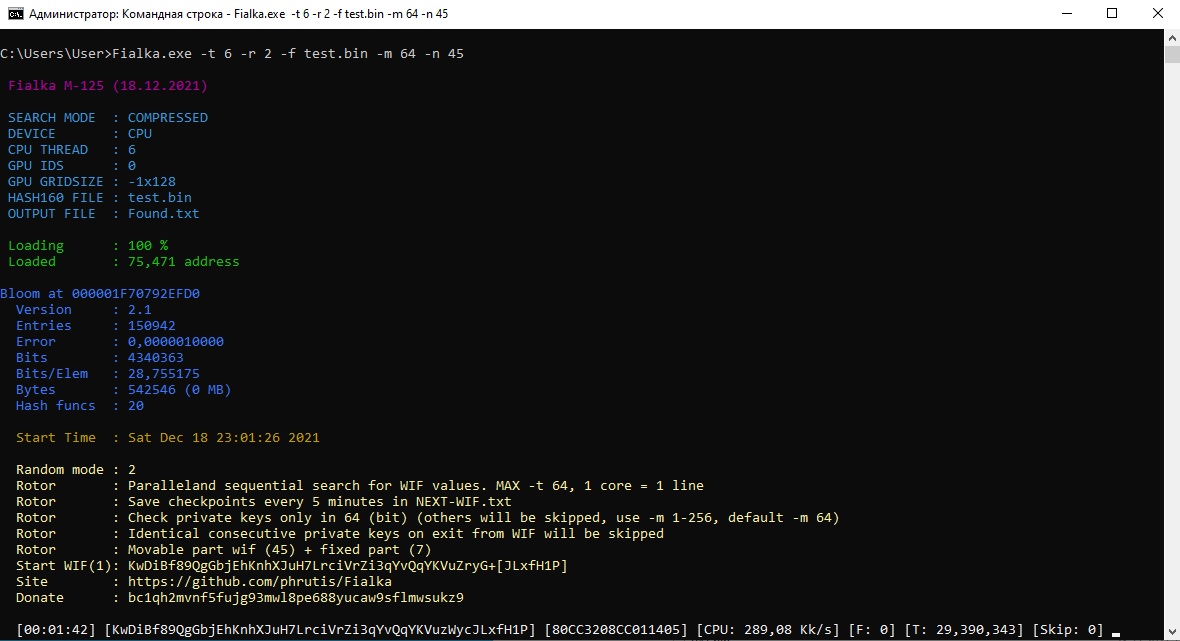 Администратор: Командная строка - Fialka.exe  -t 6 -r 2 -f test.bin -m 64 -n 45
C:\Users\User>Fialka.exe -t 6 -r 2 -f test.bin -m 64 -n 45
Fialka M-125 (18.12.2021)
SEARCH MODE  : COMPRESSED
DEVICE       : CPU
CPU THREAD   : 6
GPU IDS      : 0
GPU GRIDSIZE : -1x128
HASH160 FILE : test.bin
OUTPUT FILE  : Found.txt
Loading      : 100 %
Loaded       : 75,471 address
Bloom at 000001F70792EFD0
Version     : 2.1
Entries     : 150942
Error       : 0,0000010000
Bits        : 4340363
Bits/Elem   : 28,755175
Bytes       : 542546 (0 MB)
Hash funcs  : 20
Start Time  : Sat Dec 18 23:01:26 2021
Random mode : 2
Rotor       : Paralleland sequential search for WIF values. MAX -t 64, 1 core = 1 line
Rotor       : Save checkpoints every 5 minutes in NEXT-WIF.txt
Rotor       : Check private keys only in 64 (bit) (others will be skipped, use -m 1-256, default -m 64)
Rotor       : Identical consecutive private keys on exit from WIF will be skipped
Rotor       : Movable part wif (45) + fixed part (7)
Start WIF(1): KwDiBf89QgGbjEhKnhXJuH7LrciVrZi3qYvQqYKVuZryG+[JLxfH1P]
Site        : https://github.com/phrutis/Fialka
Donate      : bc1qh2mvnf5fujg93mwl8pe688yucaw9sflmwsukz9
[00:01:42] [KwDiBf89QgGbjEhKnhXJuH7LrciVrZi3qYvQqYKVuzWycJLxfH1P] [80CC3208CC011405] [CPU: 289,08 Kk/s] [F: 0] [T: 29,390,343] [Skip: 0]